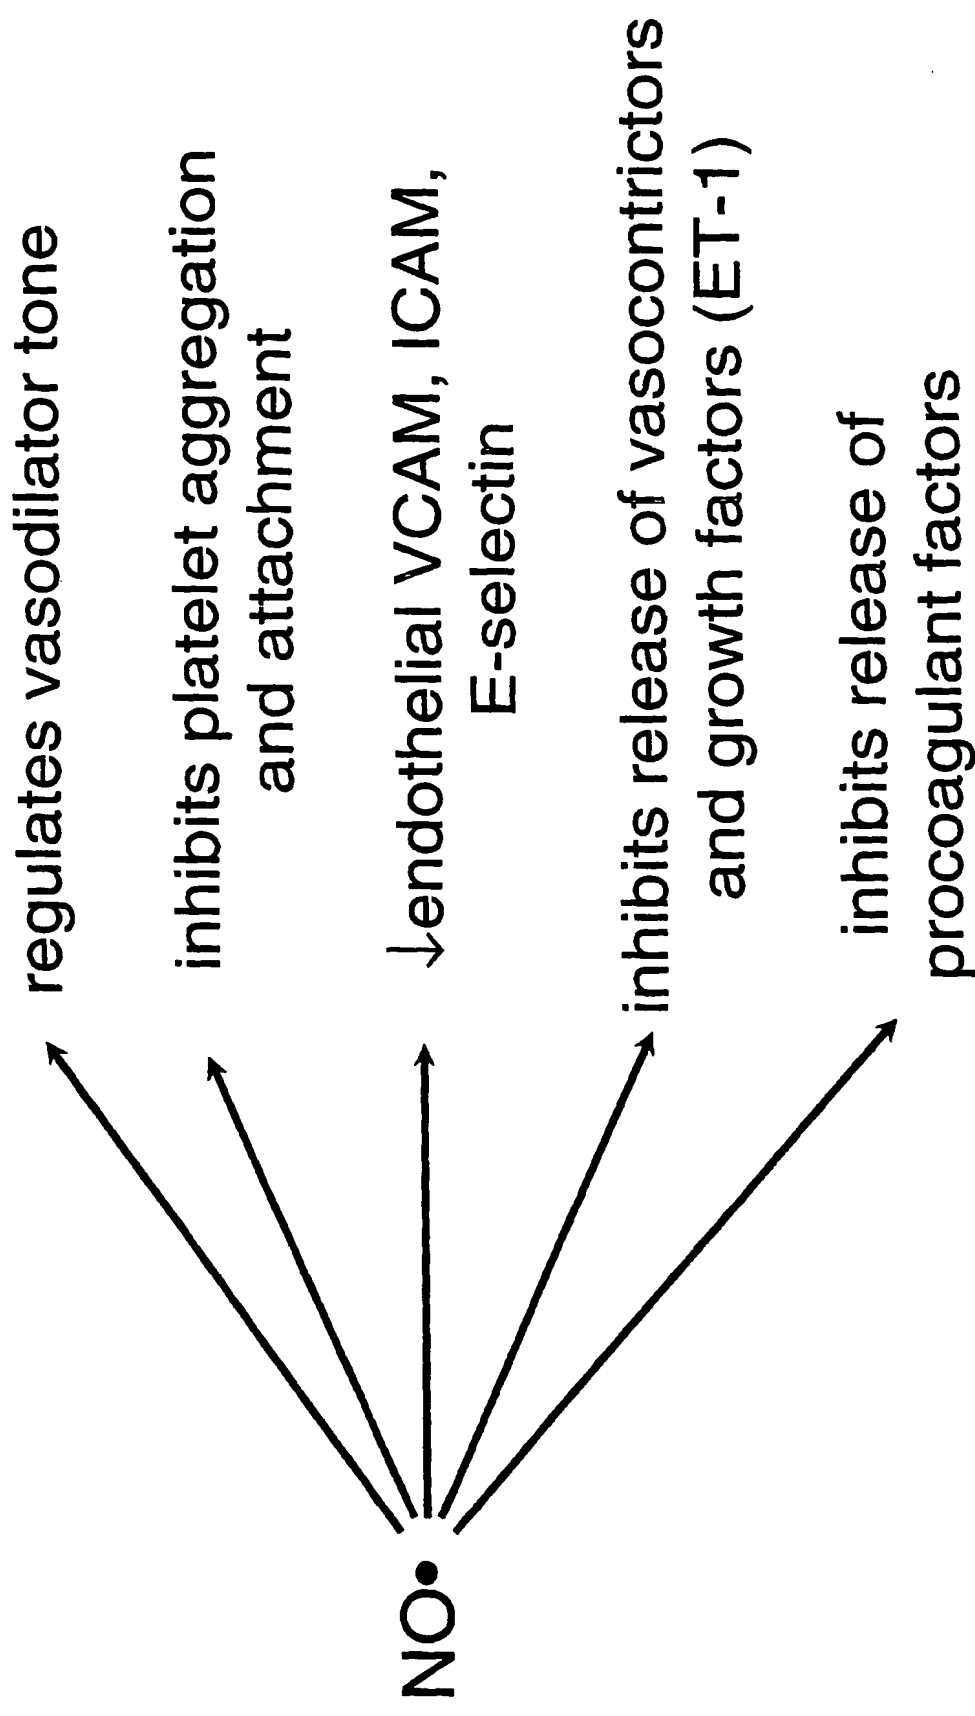 NO•
regulates vasodilator tone
inhibits platelet aggregation
and attachment
↓endothelial VCAM, ICAM,
E-selectin
inhibits release of vasocontrictors
and growth factors (ET-1)
inhibits release of
procoagulant factors